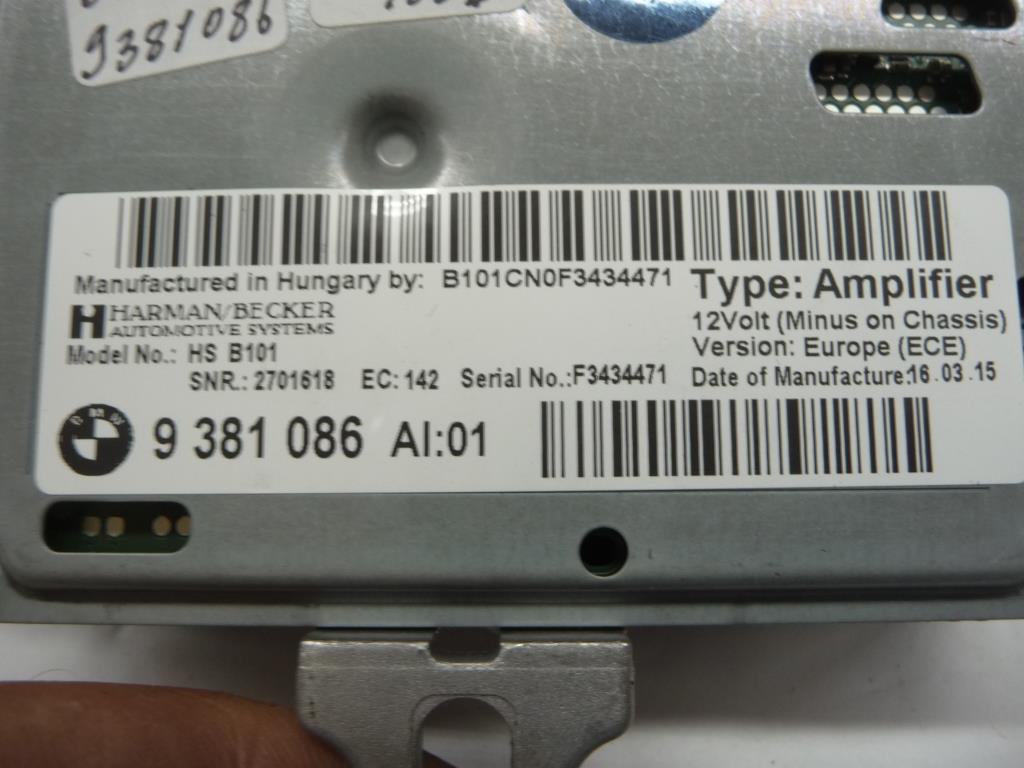 9381086
Manufactured in Hungary by: B101CN0F3434471
Type: Amplifier
HARMAN/BECKER
AUTOMOTIVE SYSTEMS
12Volt (Minus on Chassis)
Model No.: HS B101
Version: Europe (ECE)
SNR.: 2701618 EC: 142 Serial No.:F3434471 Date of Manufacture:16.03.15
BMW
9 381 086 AI:01